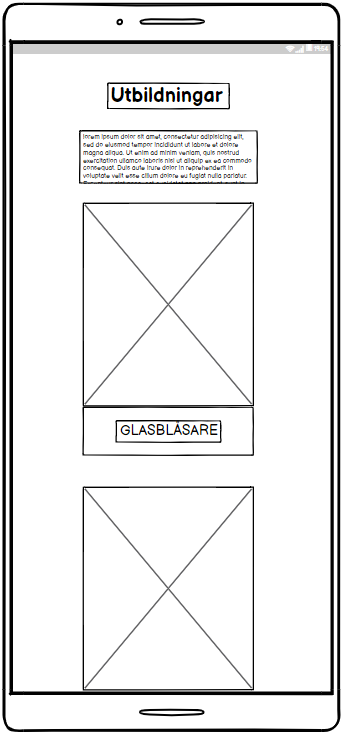 Utbildningar
lorem ipsum dolor sit amet, consectetur adipisicing elit,
sed do eiusmod tempor incididunt ut labore et dolore
magna aliqua. Ut enim ad minim veniam, quis nostrud
exercitation ullamco laboris nisi ut aliquip ex ea commodo
consequat. Duis aute irure dolor in reprehenderit in
voluptate velit esse cillum dolore eu fugiat nulla pariatur.
GLASBLÅSARE